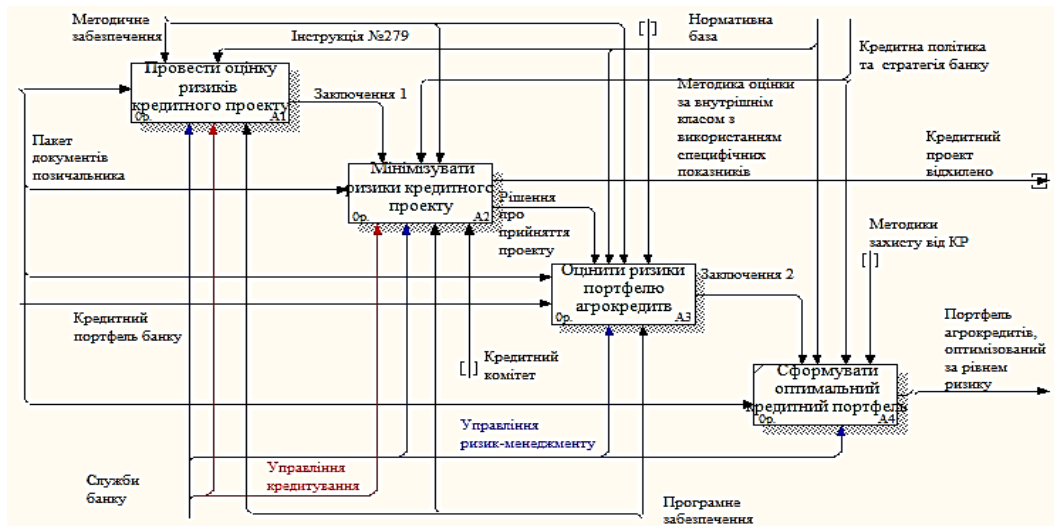 Методичне
забезпечення
Інструкція №279
Нормативна
база
Кредитна політика
та стратегія банку
Провести оцінку
ризиків
кредитного проекту
0р.
A1
Заключення 1
Методика оцінки
за внутрішнім
класом з
використанням
специфічних
показників
Пакет
документів
позичальника
Кредитний
проект
відхилено
Мінімізувати
ризики кредитного
проекту
0р.
A2
Рішення
про
прийняття
проекту
Методики
захисту від КР
Оцінити ризики
портфелю
агрокредитв
0р.
A3
Заключення 2
Кредитний
портфель банку
Кредитний
комітет
Портфель
агрокредитів,
оптимізований
за рівнем
ризику
Сформувати
оптимальний
кредитний портфель
0р.
A4
Управління
ризик-менеджменту
Управління
кредитування
Служби
банку
Програмне
забезпечення